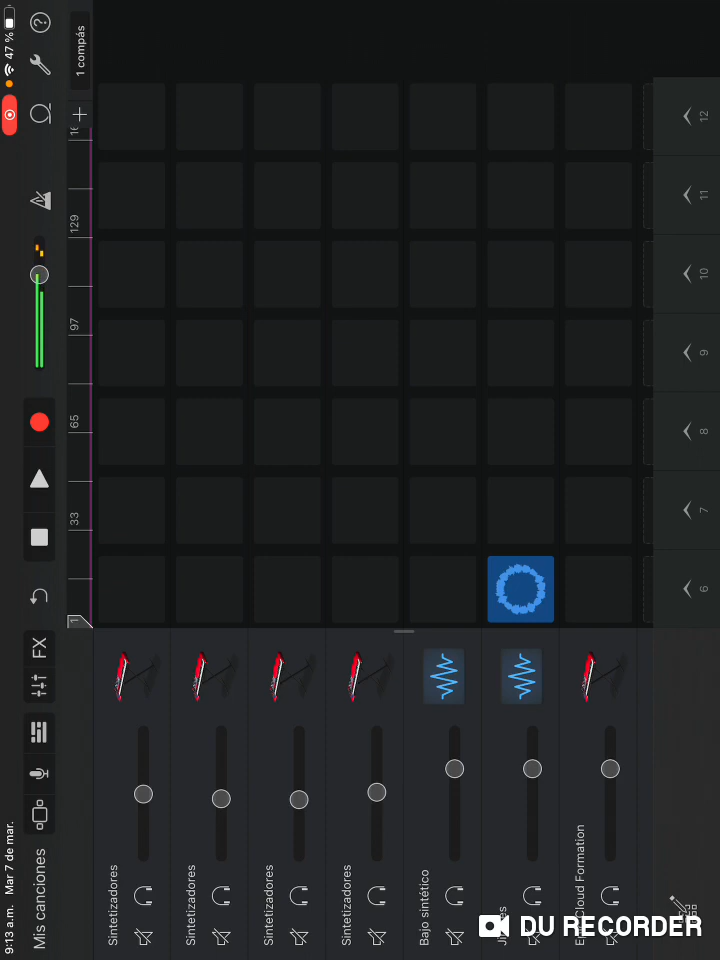 9:13 a.m. Mar 7 de mar.
47 %
Mis canciones
FX
1 compás
1
33
65
97
129
+
Sintetizadores
Sintetizadores
Sintetizadores
Sintetizadores
Bajo sintético
Cloud Formation
6
7
8
9
10
11
12
DU RECORDER